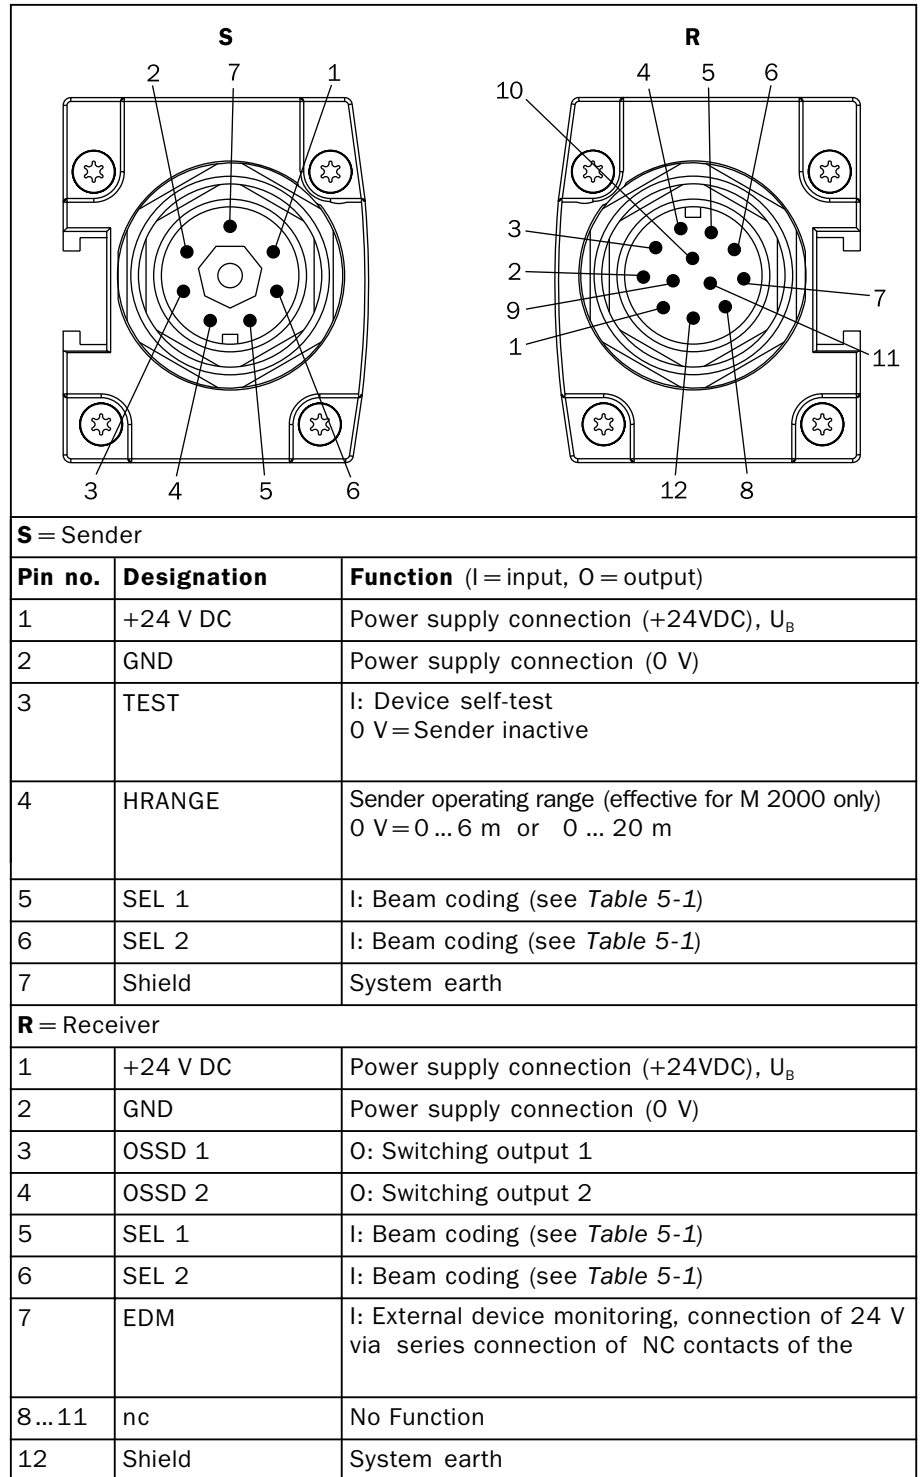 S R
2 7 1 4 5 6
10
3
2
9
1
7
11
3 4 5 6 12 8
S = Sender
Pin no. Designation Function (I = input, O = output)
1 +24 V DC Power supply connection (+24VDC), UB
2 GND Power supply connection (0 V)
3 TEST I: Device self-test
0 V = Sender inactive
4 HRANGE Sender operating range (effective for M 2000 only)
0 V = 0 ... 6 m or 0 ... 20 m
5 SEL 1 I: Beam coding (see Table 5-1)
6 SEL 2 I: Beam coding (see Table 5-1)
7 Shield System earth
R = Receiver
1 +24 V DC Power supply connection (+24VDC), UB
2 GND Power supply connection (0 V)
3 OSSD 1 O: Switching output 1
4 OSSD 2 O: Switching output 2
5 SEL 1 I: Beam coding (see Table 5-1)
6 SEL 2 I: Beam coding (see Table 5-1)
7 EDM I: External device monitoring, connection of 24 V
via series connection of NC contacts of the
8 ... 11 nc No Function
12 Shield System earth